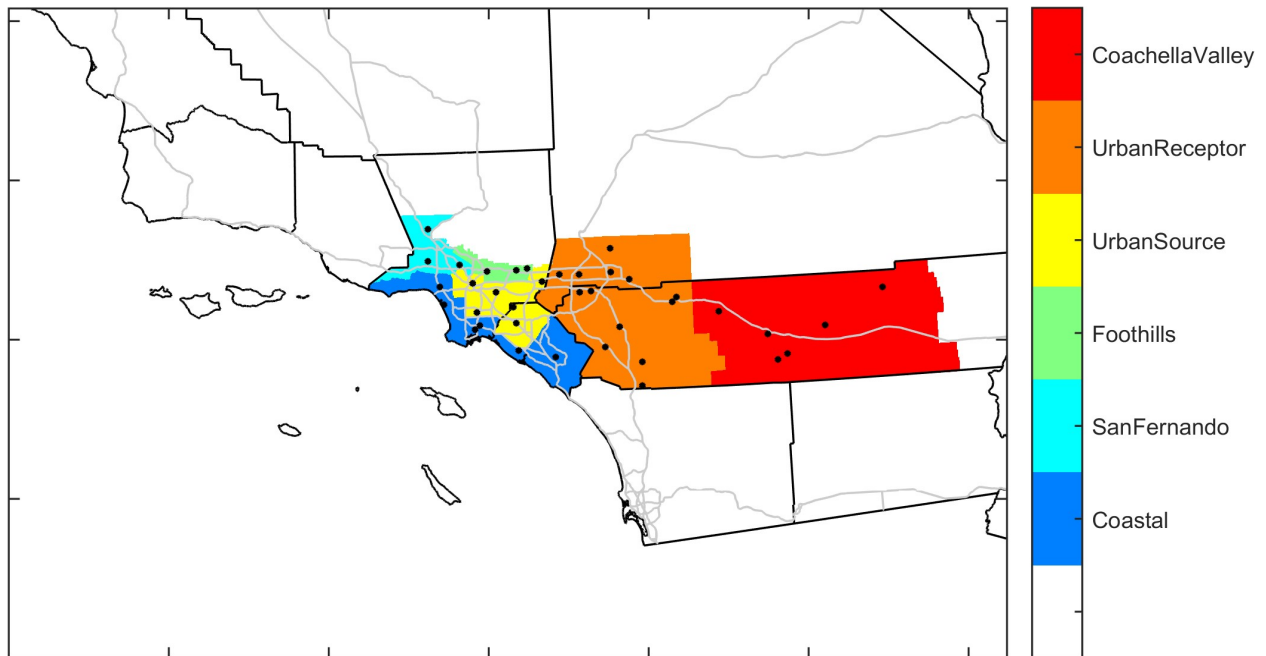 CoachellaValley
UrbanReceptor
UrbanSource
Foothills
SanFernando
Coastal